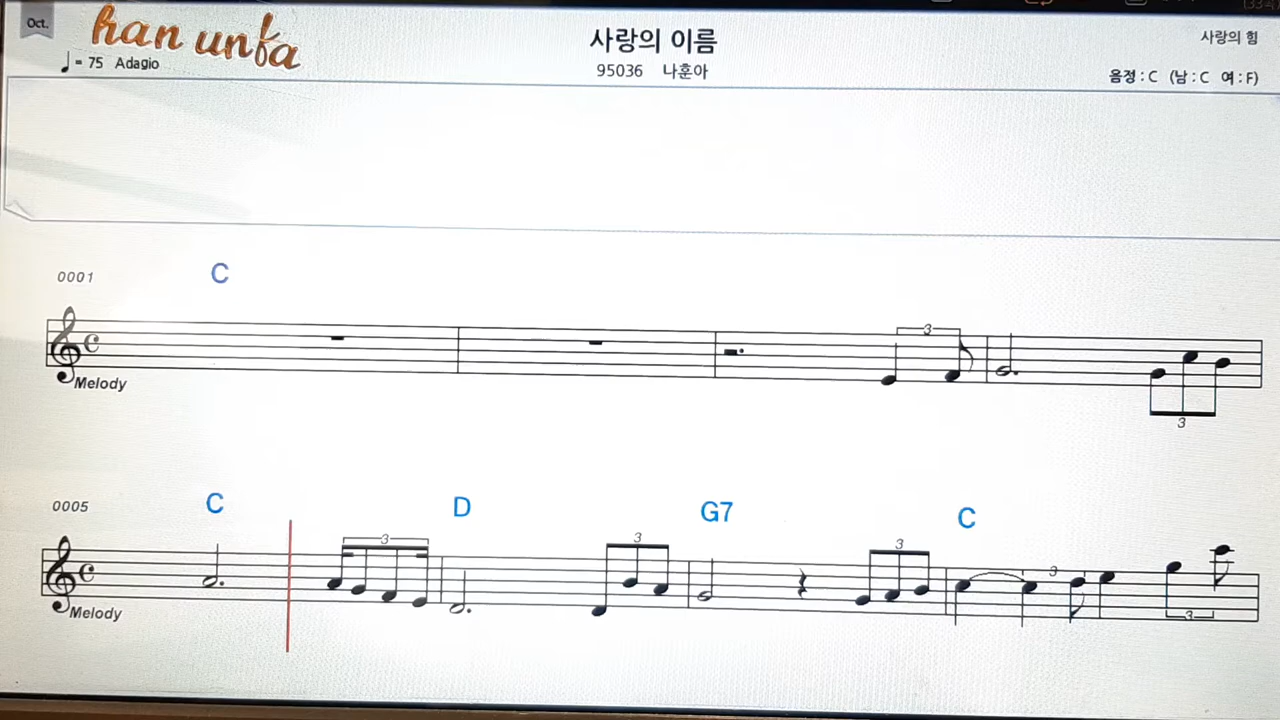 Oct.
han unfa
사랑의 이름
사랑의 힘
♩= 75 Adagio
95036 나훈아
음정 : C (남 : C 여 : F)
0001 C
3
Melody
3
0005 C D G7 C
3 3 3 3
Melody
3